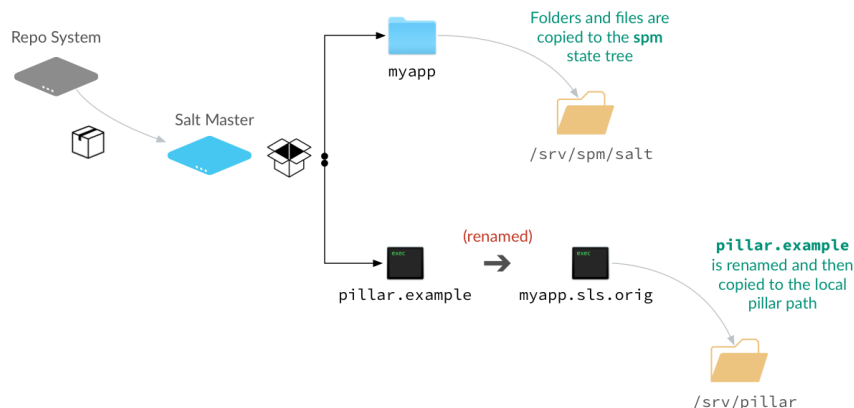 Repo System
Salt Master
myapp
Folders and files are
copied to the spm
state tree
/srv/spm/salt
exec
pillar.example
(renamed)
exec
myapp.sls.orig
pillar.example
is renamed and then
copied to the local
pillar path
/srv/pillar